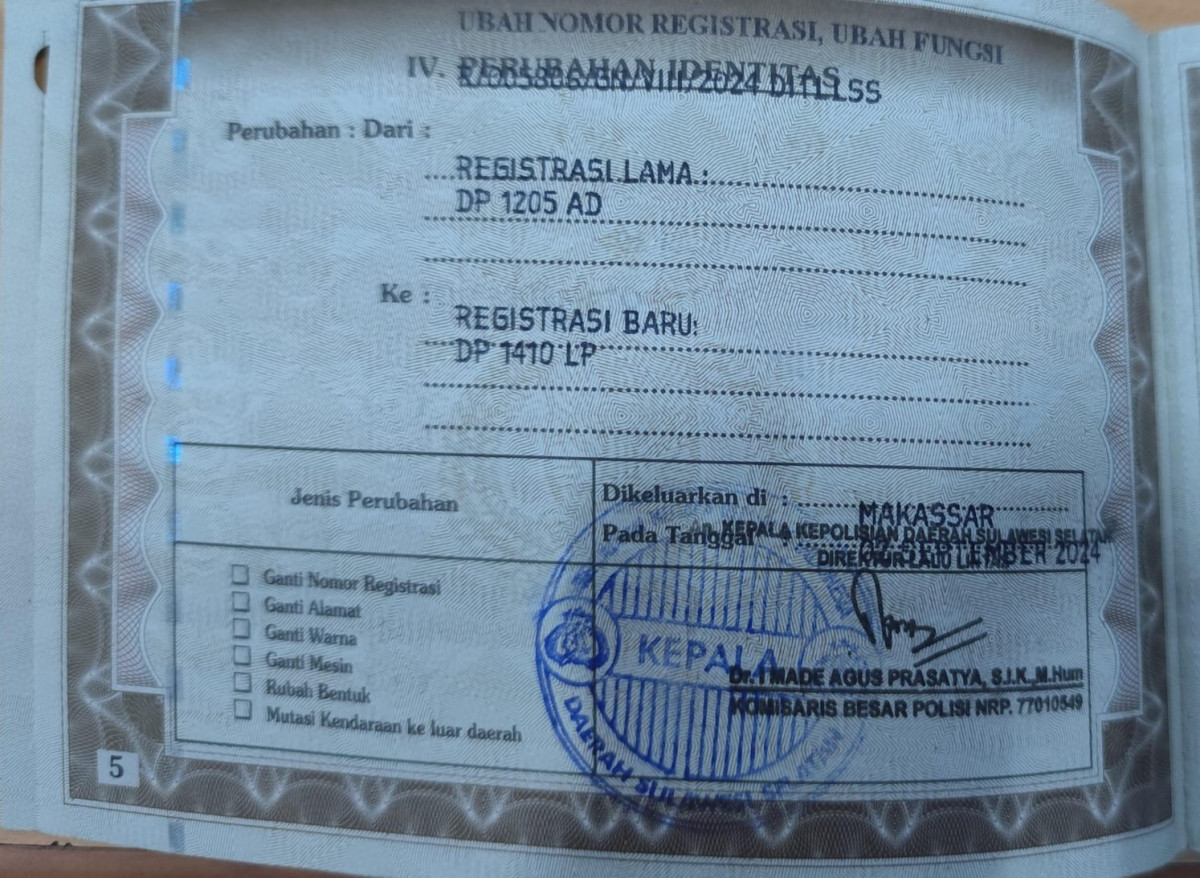 UBAH NOMOR REGISTRASI, UBAH FUNGSI
IV. PERUBAHAN IDENTITAS
Perubahan : Dari :
REGISTRASI LAMA :
DP 1205 AD
Ke :
REGISTRASI BARU:
DP 1410 LP
Jenis Perubahan
Dikeluarkan di : MAKASSAR
Pada Tanggal SEPTEMBER 2024
KEPALA KEPOLISIAN DAERAH SULAWESI SELATAN
DIREKTUR LALU LINTAS
Ganti Nomor Registrasi
Ganti Alamat
Ganti Warna
Ganti Mesin
Rubah Bentuk
Mutasi Kendaraan ke luar daerah
KEPALA
DAERAH SULAWESI SELATAN
Dr. I MADE AGUS PRASATYA, S.I.K., M.Hum
KOMISARIS BESAR POLISI NRP. 77010549
5